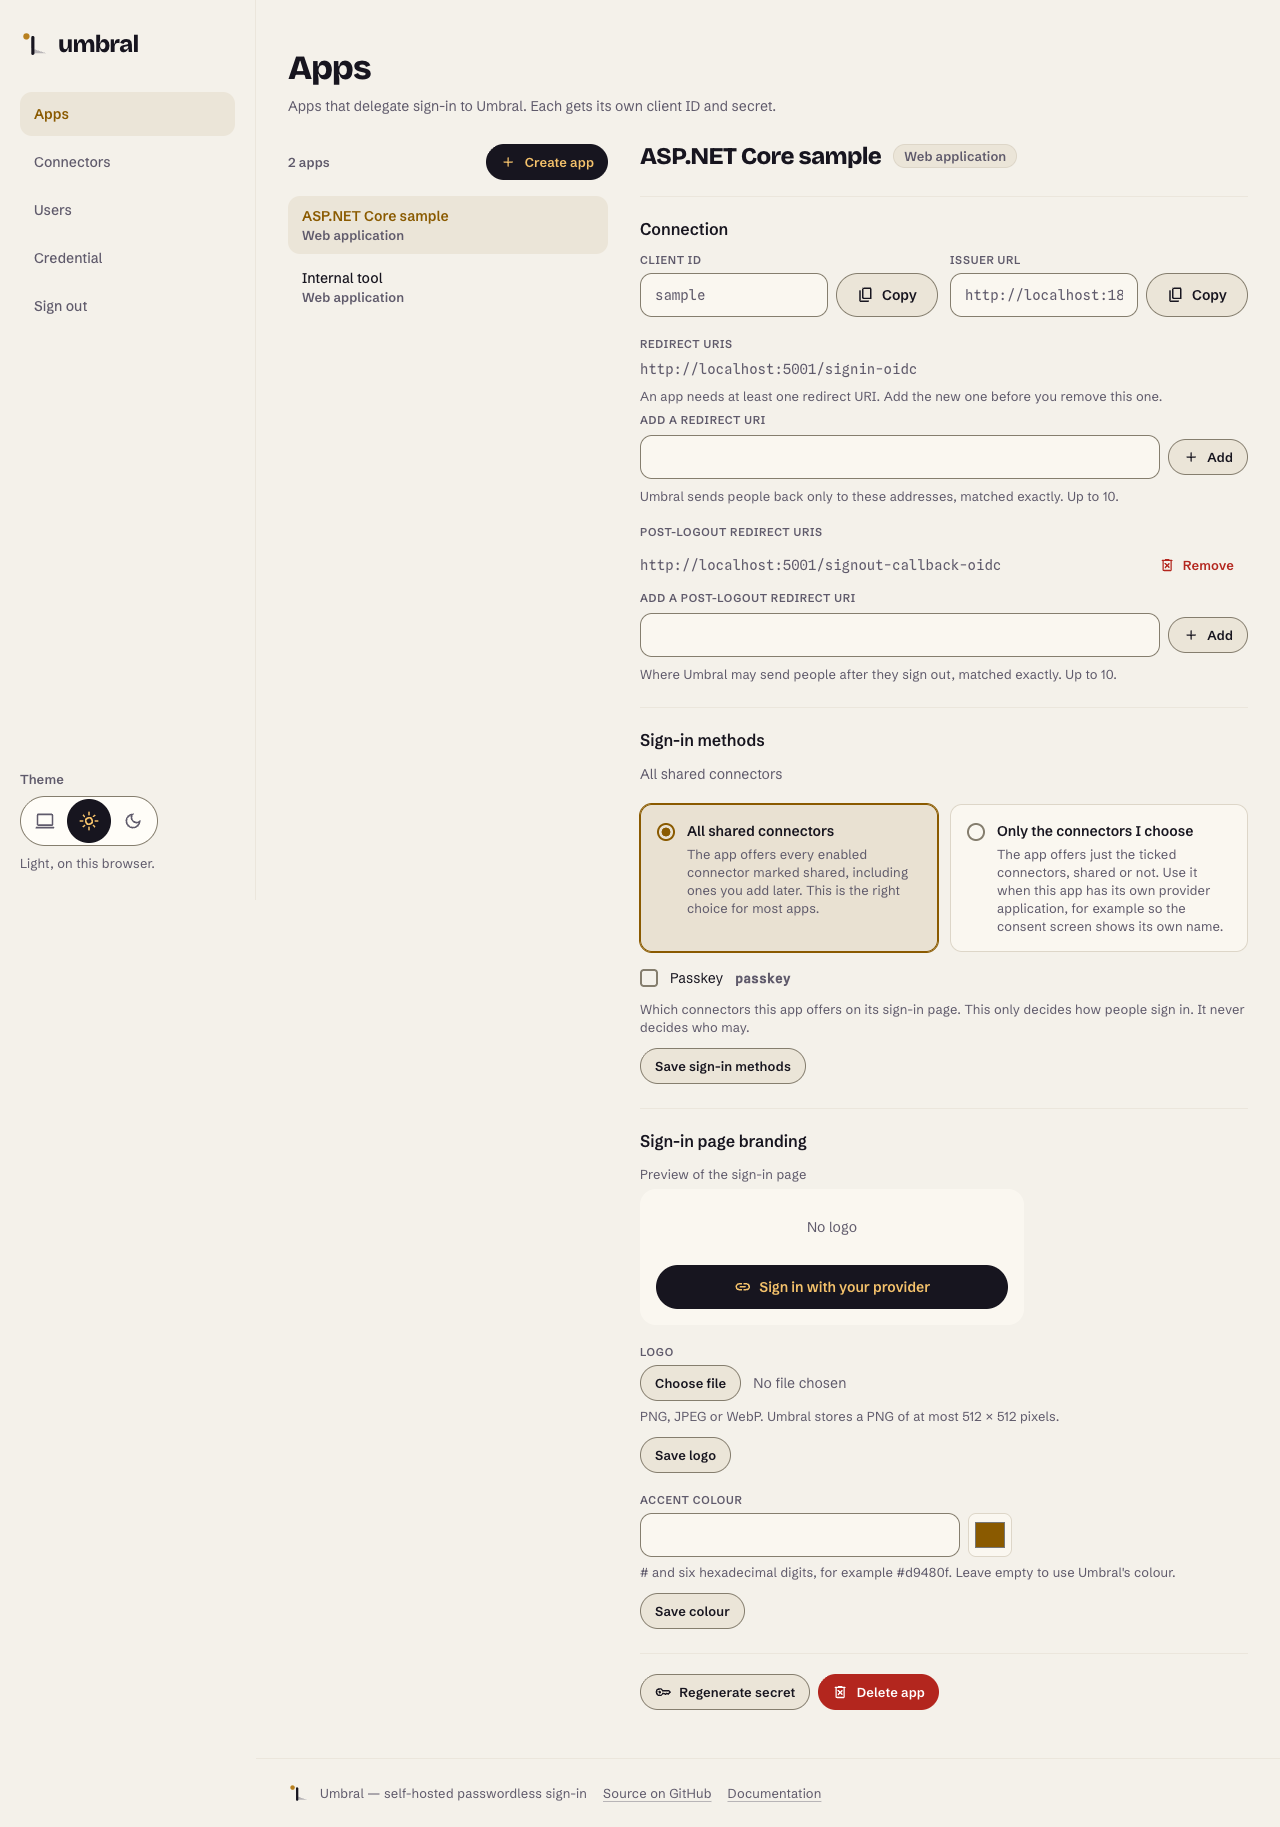 umbral
Apps
Connectors
Users
Credential
Sign out
Theme
Light, on this browser.
Apps
Apps that delegate sign-in to Umbral. Each gets its own client ID and secret.
2 apps
Create app
ASP.NET Core sample
Web application
Internal tool
Web application
ASP.NET Core sample
Web application
Connection
CLIENT ID
sample
Copy
ISSUER URL
http://localhost:18
Copy
REDIRECT URIS
http://localhost:5001/signin-oidc
An app needs at least one redirect URI. Add the new one before you remove this one.
ADD A REDIRECT URI
Add
Umbral sends people back only to these addresses, matched exactly. Up to 10.
POST-LOGOUT REDIRECT URIS
http://localhost:5001/signout-callback-oidc
Remove
ADD A POST-LOGOUT REDIRECT URI
Add
Where Umbral may send people after they sign out, matched exactly. Up to 10.
Sign-in methods
All shared connectors
All shared connectors
The app offers every enabled
connector marked shared, including
ones you add later. This is the right
choice for most apps.
Only the connectors I choose
The app offers just the ticked
connectors, shared or not. Use it
when this app has its own provider
application, for example so the
consent screen shows its own name.
Passkey passkey
Which connectors this app offers on its sign-in page. This only decides how people sign in. It never
decides who may.
Save sign-in methods
Sign-in page branding
Preview of the sign-in page
No logo
Sign in with your provider
LOGO
Choose file
No file chosen
PNG, JPEG or WebP. Umbral stores a PNG of at most 512 × 512 pixels.
Save logo
ACCENT COLOUR
# and six hexadecimal digits, for example #d9480f. Leave empty to use Umbral's colour.
Save colour
Regenerate secret
Delete app
Umbral — self-hosted passwordless sign-in
Source on GitHub
Documentation